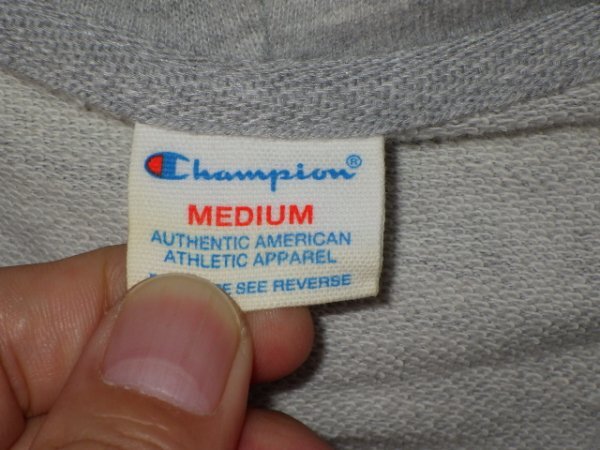 Champion®
MEDIUM
AUTHENTIC AMERICAN
ATHLETIC APPAREL
SEE REVERSE